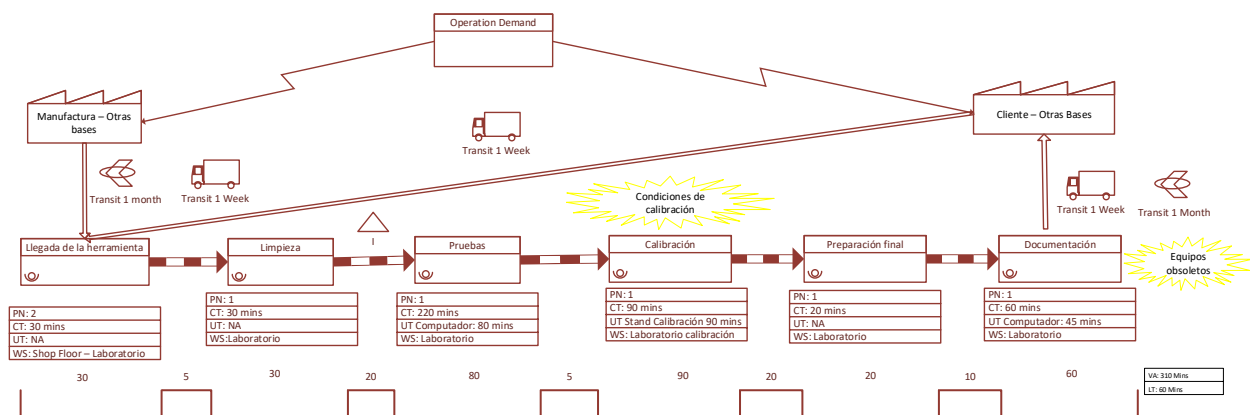 Operation Demand
Manufactura – Otras
bases
Cliente – Otras Bases
Transit 1 Week
Transit 1 month
Transit 1 Week
Condiciones de
calibración
Transit 1 Week
Transit 1 Month
I
Llegada de la herramienta
Limpieza
Pruebas
Calibración
Preparación final
Documentación
Equipos
obsoletos
PN: 2
CT: 30 mins
UT: NA
WS: Shop Floor – Laboratorio
PN: 1
CT: 30 mins
UT: NA
WS:Laboratorio
PN: 1
CT: 220 mins
UT Computador: 80 mins
WS: Laboratorio
PN: 1
CT: 90 mins
UT Stand Calibración 90 mins
WS: Laboratorio calibración
PN: 1
CT: 20 mins
UT: NA
WS: Laboratorio
PN: 1
CT: 60 mins
UT Computador: 45 mins
WS: Laboratorio
30
5
30
20
80
5
90
20
20
10
60
VA: 310 Mins
LT: 60 Mins